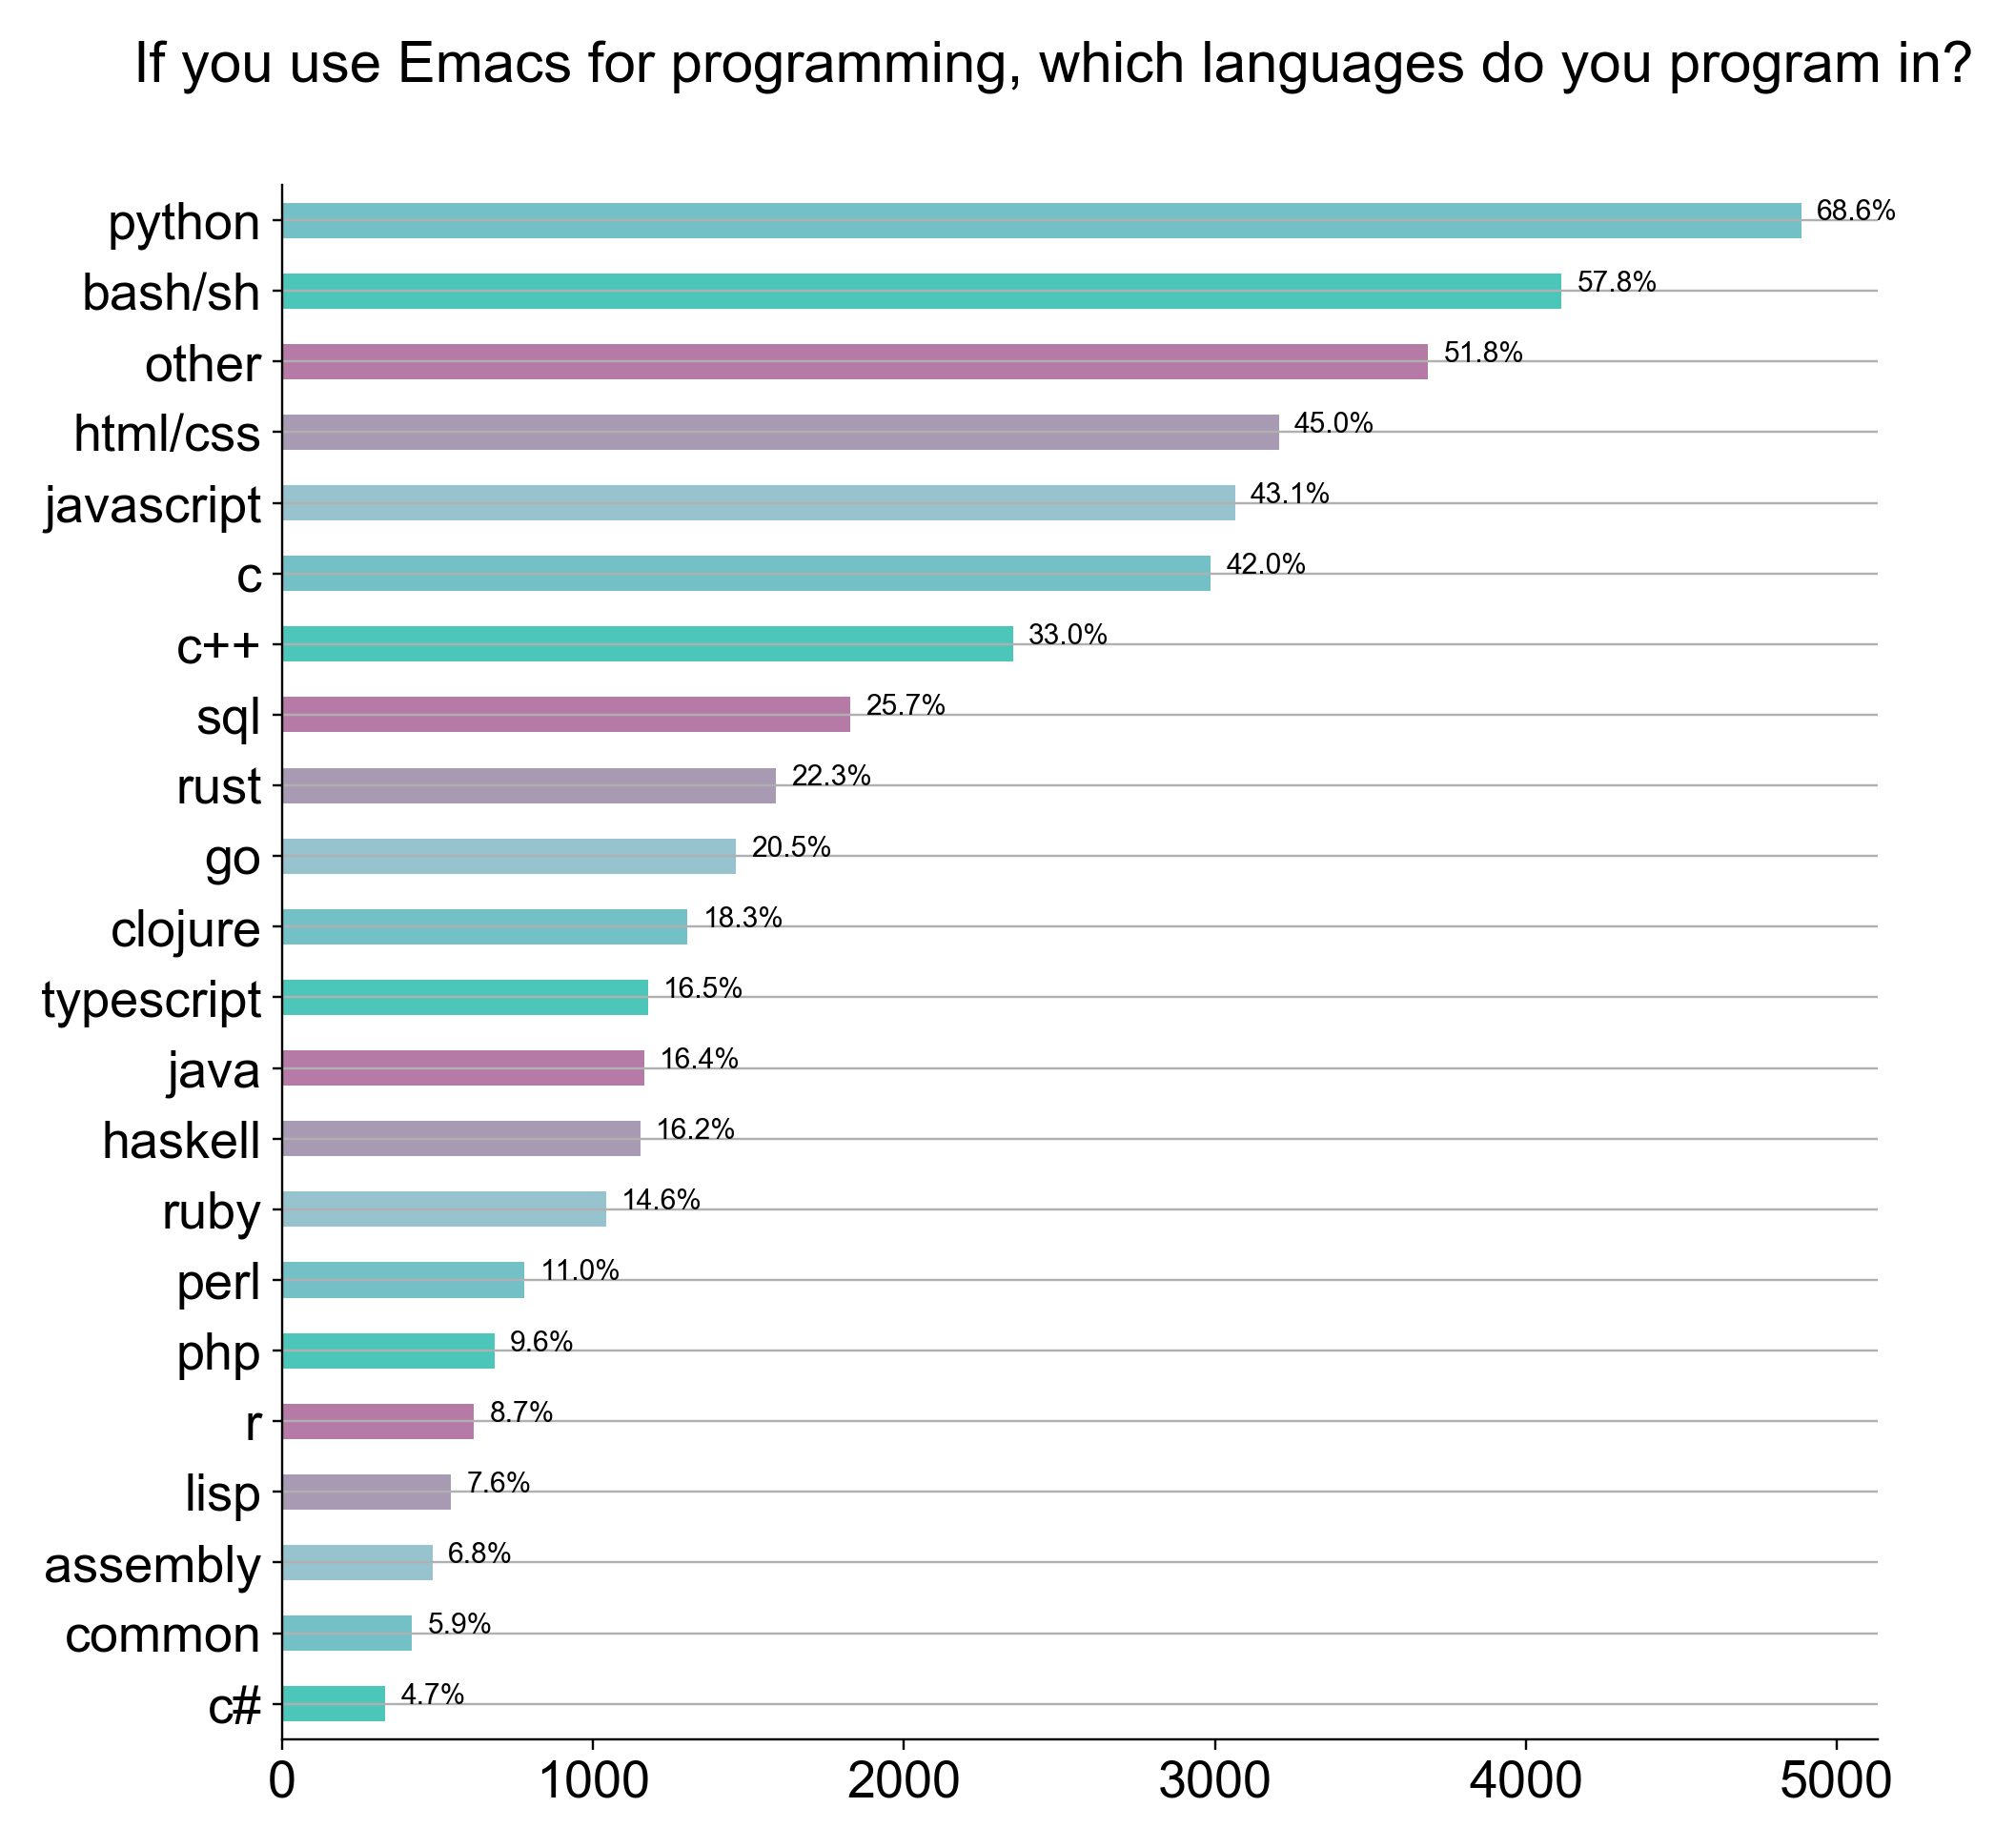 If you use Emacs for programming, which languages do you program in?
python 68.6%
bash/sh 57.8%
other 51.8%
html/css 45.0%
javascript 43.1%
c 42.0%
c++ 33.0%
sql 25.7%
rust 22.3%
go 20.5%
clojure 18.3%
typescript 16.5%
java 16.4%
haskell 16.2%
ruby 14.6%
perl 11.0%
php 9.6%
r 8.7%
lisp 7.6%
assembly 6.8%
common 5.9%
c# 4.7%
0 1000 2000 3000 4000 5000